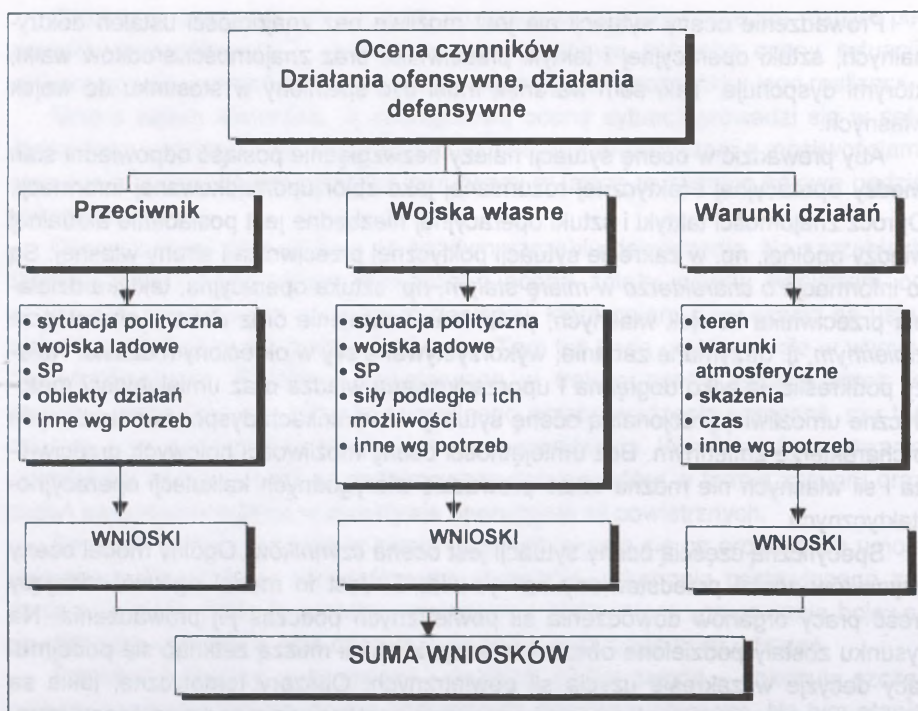 Ocena czynników
Działania ofensywne, działania
defensywne
Przeciwnik
Wojska własne
Warunki działań
• sytuacja polityczna
• wojska lądowe
• SP
• obiekty działań
• inne wg potrzeb
• sytuacja polityczna
• wojska lądowe
• SP
• siły podległe i ich
możliwości
• inne wg potrzeb
• teren
• warunki
atmosferyczne
• skażenia
• czas
• inne wg potrzeb
WNIOSKI
WNIOSKI
WNIOSKI
SUMA WNIOSKÓW